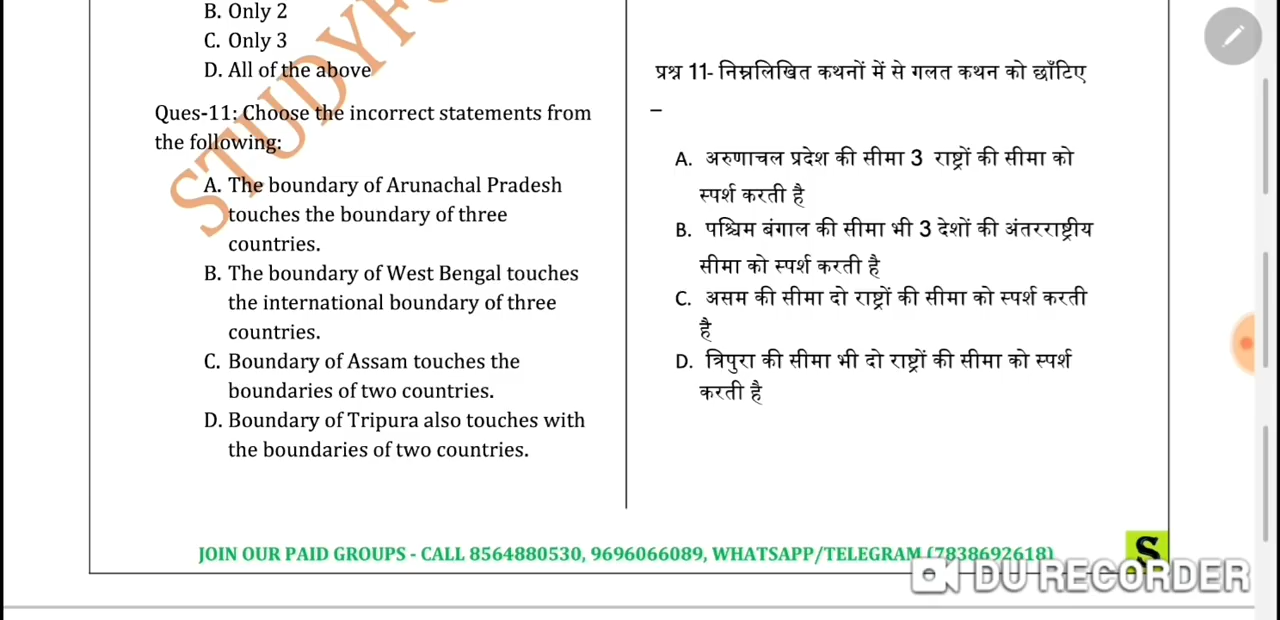 B. Only 2
C. Only 3
D. All of the above
Ques-11: Choose the incorrect statements from
the following:
A. The boundary of Arunachal Pradesh
touches the boundary of three
countries.
B. The boundary of West Bengal touches
the international boundary of three
countries.
C. Boundary of Assam touches the
boundaries of two countries.
D. Boundary of Tripura also touches with
the boundaries of two countries.
प्रश्न 11- निम्नलिखित कथनों में से गलत कथन को छाँटिए
–
A. अरुणाचल प्रदेश की सीमा 3 राष्ट्रों की सीमा को
स्पर्श करती है
B. पश्चिम बंगाल की सीमा भी 3 देशों की अंतरराष्ट्रीय
सीमा को स्पर्श करती है
C. असम की सीमा दो राष्ट्रों की सीमा को स्पर्श करती
है
D. त्रिपुरा की सीमा भी दो राष्ट्रों की सीमा को स्पर्श
करती है
STUDYF
JOIN OUR PAID GROUPS - CALL 8564880530, 9696066089, WHATSAPP/TELEGRAM (7838692618)
S
DU RECORDER